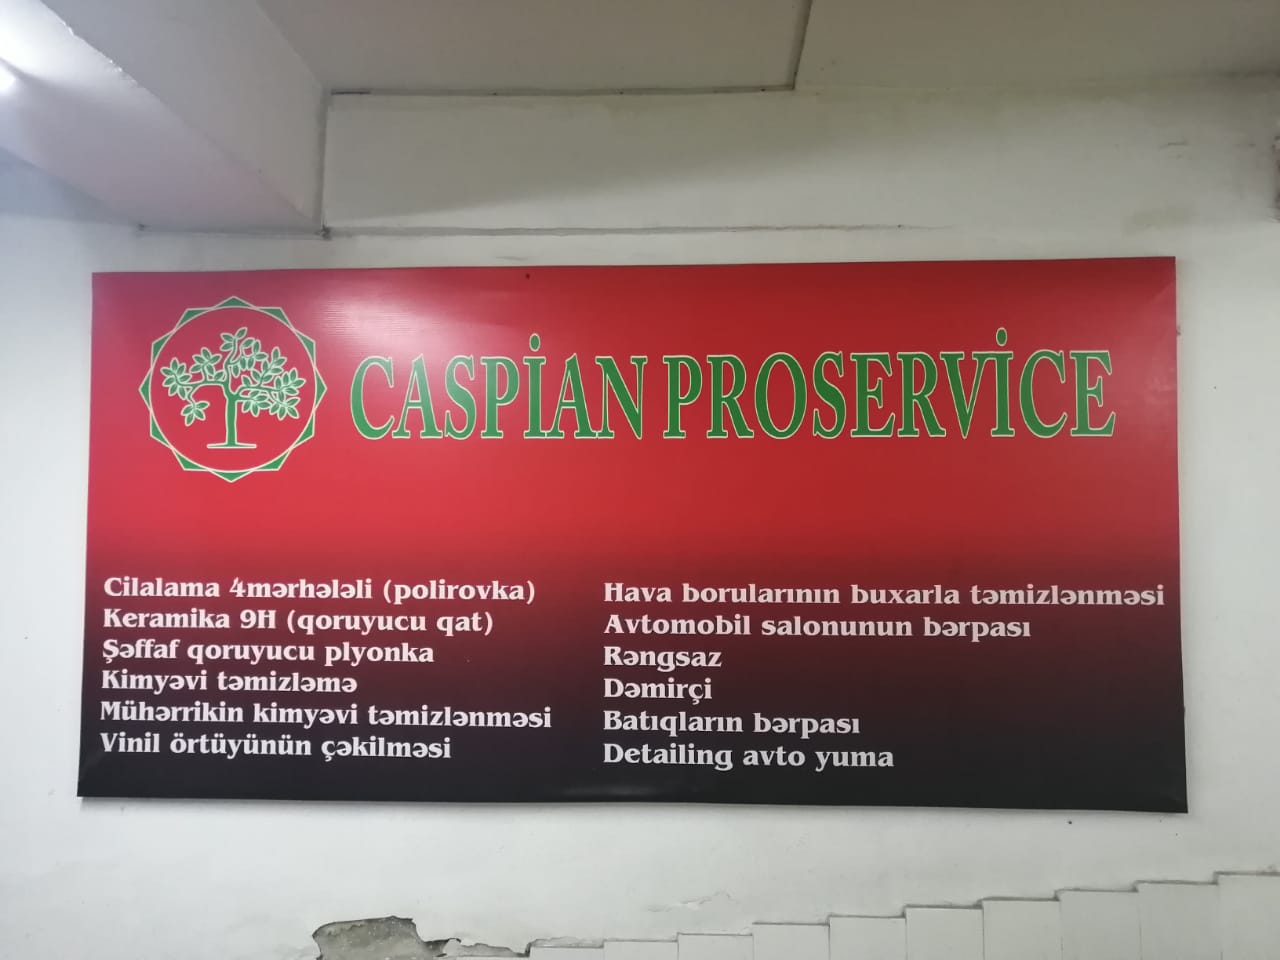 CASPİAN PROSERVİCE
Cilalama 4mərhələli (polirovka)
Keramika 9H (qoruyucu qat)
Şəffaf qoruyucu plyonka
Kimyəvi təmizləmə
Mühərrikin kimyəvi təmizlənməsi
Vinil örtüyünün çəkilməsi
Hava borularının buxarla təmizlənməsi
Avtomobil salonunun bərpası
Rəngsaz
Dəmirçi
Batıqların bərpası
Detailing avto yuma